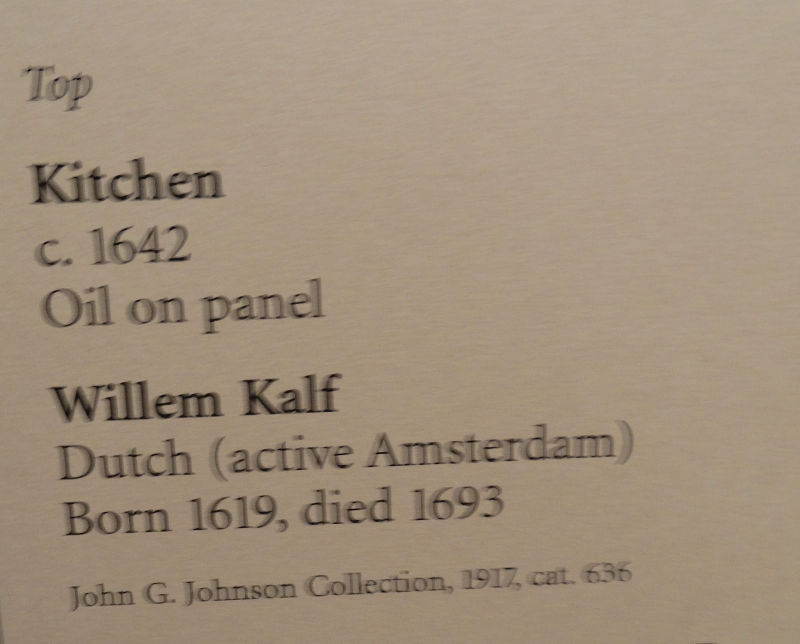 Top
Kitchen
c. 1642
Oil on panel
Willem Kalf
Dutch (active Amsterdam)
Born 1619, died 1693
John G. Johnson Collection, 1917, cat. 636